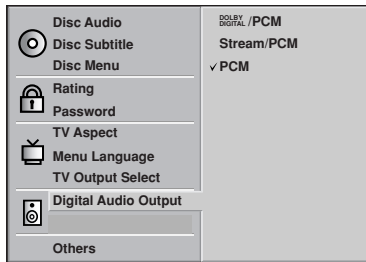 Disc Audio
Disc Subtitle
Disc Menu
Rating
Password
TV Aspect
Menu Language
TV Output Select
Digital Audio Output
Others
DOLBY DIGITAL /PCM
Stream/PCM
✓ PCM